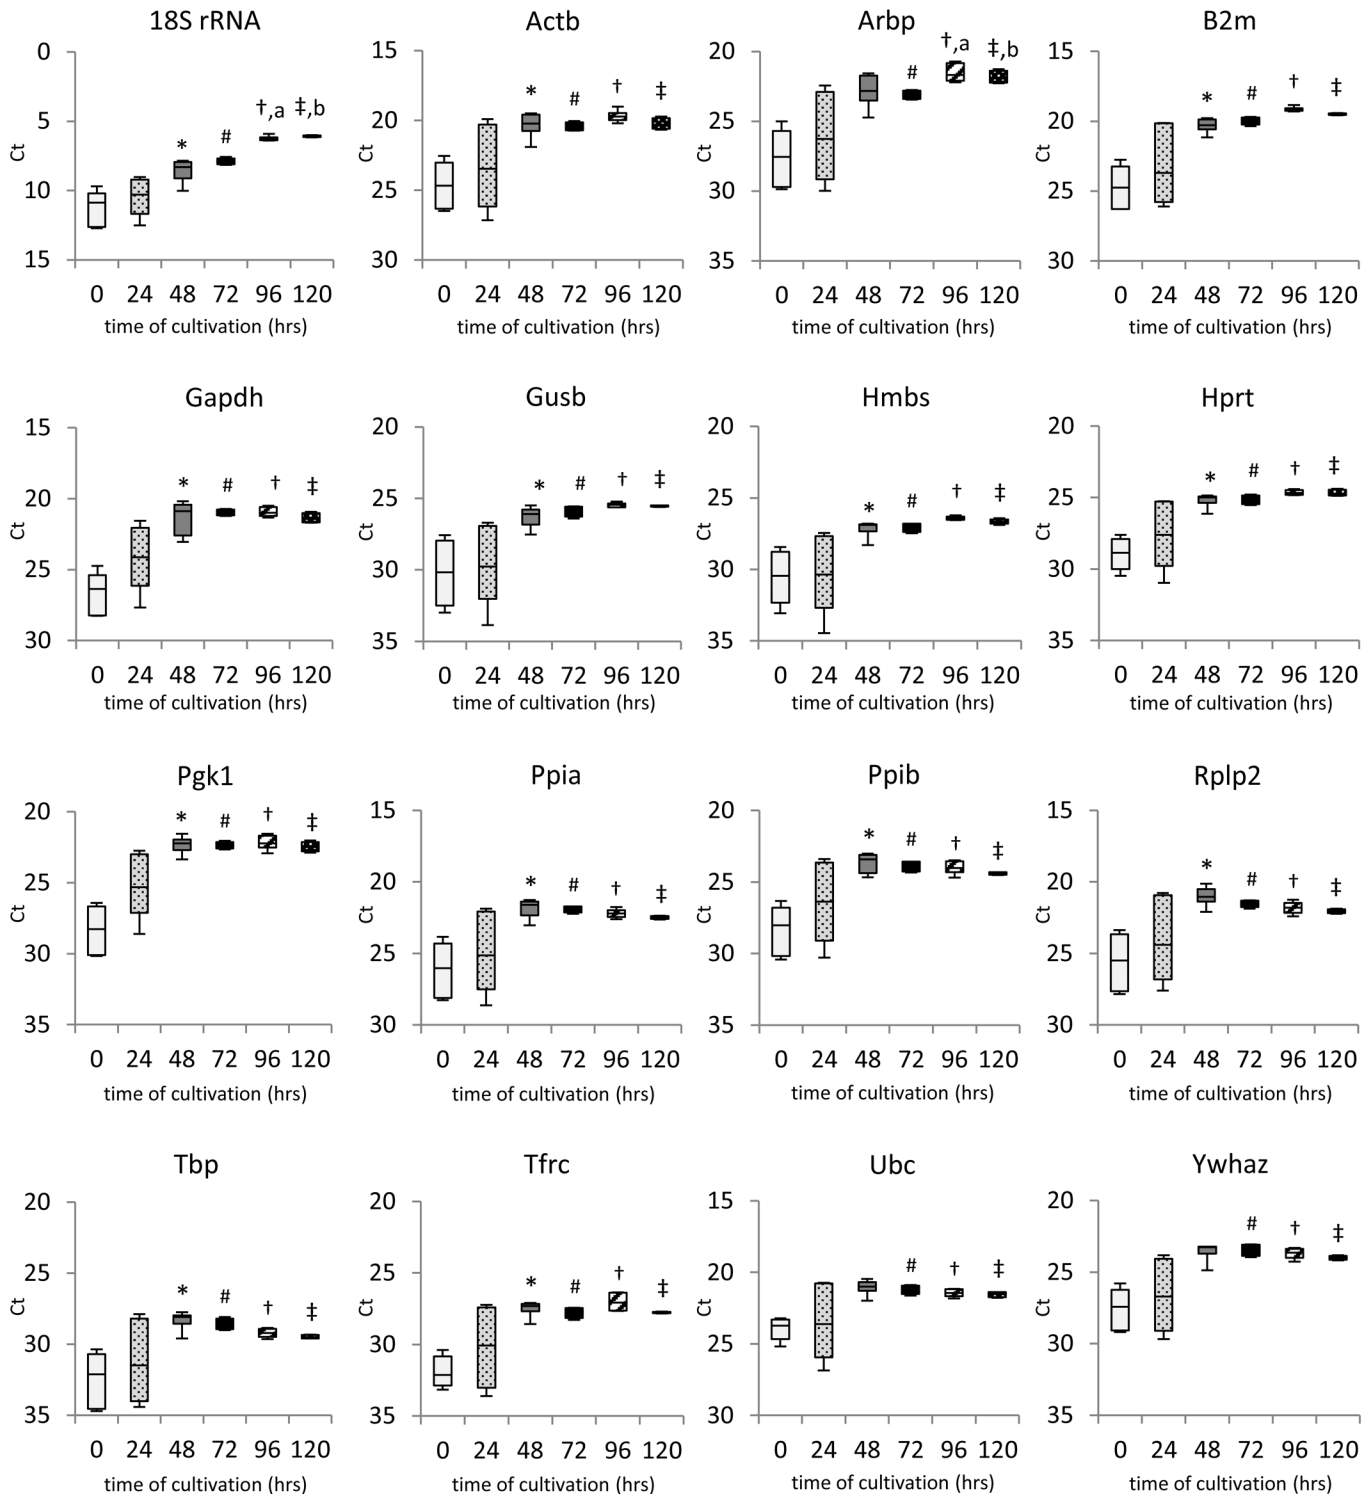 18S rRNA
Actb
Arbp
B2m
0
5
10
15
Ct
* # †,a ‡,b
0 24 48 72 96 120
time of cultivation (hrs)
15
20
25
30
Ct
* # † ‡
0 24 48 72 96 120
time of cultivation (hrs)
20
25
30
35
Ct
# †,a ‡,b
0 24 48 72 96 120
time of cultivation (hrs)
15
20
25
30
Ct
* # † ‡
0 24 48 72 96 120
time of cultivation (hrs)
Gapdh
Gusb
Hmbs
Hprt
15
20
25
30
Ct
* # † ‡
0 24 48 72 96 120
time of cultivation (hrs)
20
25
30
35
Ct
* # † ‡
0 24 48 72 96 120
time of cultivation (hrs)
20
25
30
35
Ct
* # † ‡
0 24 48 72 96 120
time of cultivation (hrs)
20
25
30
35
Ct
* # † ‡
0 24 48 72 96 120
time of cultivation (hrs)
Pgk1
Ppia
Ppib
Rplp2
20
25
30
35
Ct
* # † ‡
0 24 48 72 96 120
time of cultivation (hrs)
15
20
25
30
Ct
* # † ‡
0 24 48 72 96 120
time of cultivation (hrs)
20
25
30
35
Ct
* # † ‡
0 24 48 72 96 120
time of cultivation (hrs)
15
20
25
30
Ct
* # † ‡
0 24 48 72 96 120
time of cultivation (hrs)
Tbp
Tfrc
Ubc
Ywhaz
20
25
30
35
Ct
* # † ‡
0 24 48 72 96 120
time of cultivation (hrs)
20
25
30
35
Ct
* # † ‡
0 24 48 72 96 120
time of cultivation (hrs)
15
20
25
30
Ct
# † ‡
0 24 48 72 96 120
time of cultivation (hrs)
20
25
30
35
Ct
# † ‡
0 24 48 72 96 120
time of cultivation (hrs)